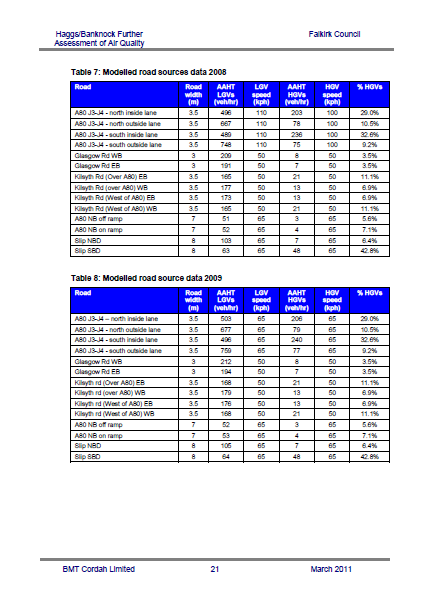 Haggs/Banknock Further Falkirk Council
Assessment of Air Quality
Table 7: Modelled road sources data 2008
Road Road width (m) AAHT LGVs (veh/hr) LGV speed (kph) AAHT HGVs (veh/hr) HGV speed (kph) % HGVs
A80 J3-J4 - north inside lane 3.5 496 110 203 100 29.0%
A80 J3-J4 - north outside lane 3.5 667 110 78 100 10.5%
A80 J3-J4 - south inside lane 3.5 489 110 236 100 32.6%
A80 J3-J4 - south outside lane 3.5 748 110 75 100 9.2%
Glasgow Rd WB 3 209 50 8 50 3.5%
Glasgow Rd EB 3 191 50 7 50 3.5%
Kilsyth Rd (Over A80) EB 3.5 165 50 21 50 11.1%
Kilsyth Rd (over A80) WB 3.5 177 50 13 50 6.9%
Kilsyth Rd (West of A80) EB 3.5 173 50 13 50 6.9%
Kilsyth Rd (West of A80) WB 3.5 165 50 21 50 11.1%
A80 NB off ramp 7 51 65 3 65 5.6%
A80 NB on ramp 7 52 65 4 65 7.1%
Slip NBD 8 103 65 7 65 6.4%
Slip SBD 8 63 65 48 65 42.8%
Table 8: Modelled road source data 2009
Road Road width (m) AAHT LGVs (veh/hr) LGV speed (kph) AAHT HGVs (veh/hr) HGV speed (kph) % HGVs
A80 J3-J4 – north inside lane 3.5 503 65 206 65 29.0%
A80 J3-J4 - north outside lane 3.5 677 65 79 65 10.5%
A80 J3-J4 - south inside lane 3.5 496 65 240 65 32.6%
A80 J3-J4 - south outside lane 3.5 759 65 77 65 9.2%
Glasgow Rd WB 3 212 50 8 50 3.5%
Glasgow Rd EB 3 194 50 7 50 3.5%
Kilsyth rd (Over A80) EB 3.5 168 50 21 50 11.1%
Kilsyth rd (over A80) WB 3.5 179 50 13 50 6.9%
Kilsyth rd (West of A80) EB 3.5 176 50 13 50 6.9%
Kilsyth rd (West of A80) WB 3.5 168 50 21 50 11.1%
A80 NB off ramp 7 52 65 3 65 5.6%
A80 NB on ramp 7 53 65 4 65 7.1%
Slip NBD 8 105 65 7 65 6.4%
Slip SBD 8 64 65 48 65 42.8%
BMT Cordah Limited 21 March 2011